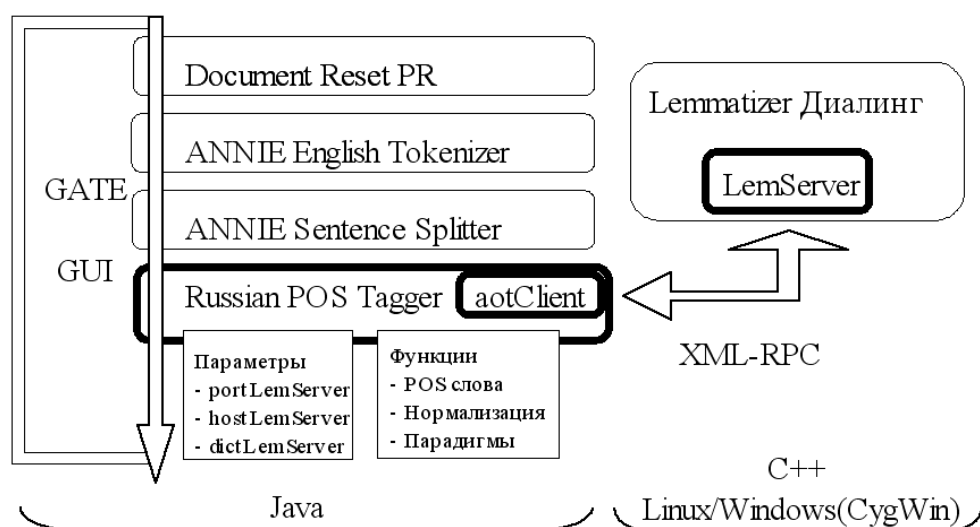 Document Reset PR
ANNIE English Tokenizer
ANNIE Sentence Splitter
GATE
GUI
Russian POS Tagger
aotClient
Параметры
- portLemServer
- hostLemServer
- dictLemServer
Функции
- POS слова
- Нормализация
- Парадигмы
Java
Lemmatizer Диалинг
LemServer
XML-RPC
C++
Linux/Windows(CygWin)